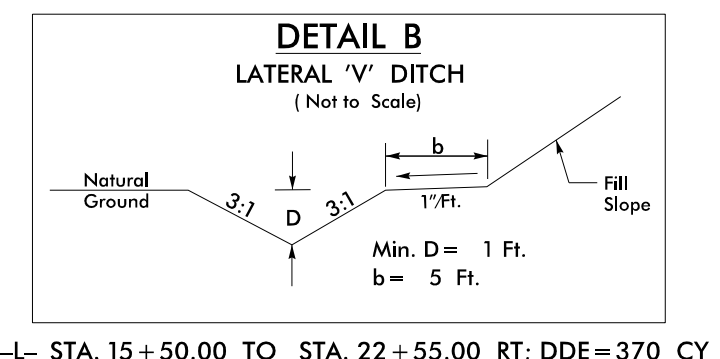 DETAIL B
LATERAL 'V' DITCH
( Not to Scale)
b
Natural
Ground
3:1
D
3:1
1"/Ft.
Fill
Slope
Min. D = 1 Ft.
b = 5 Ft.
–L– STA. 15+50.00 TO STA. 22+55.00 RT: DDE=370 CY